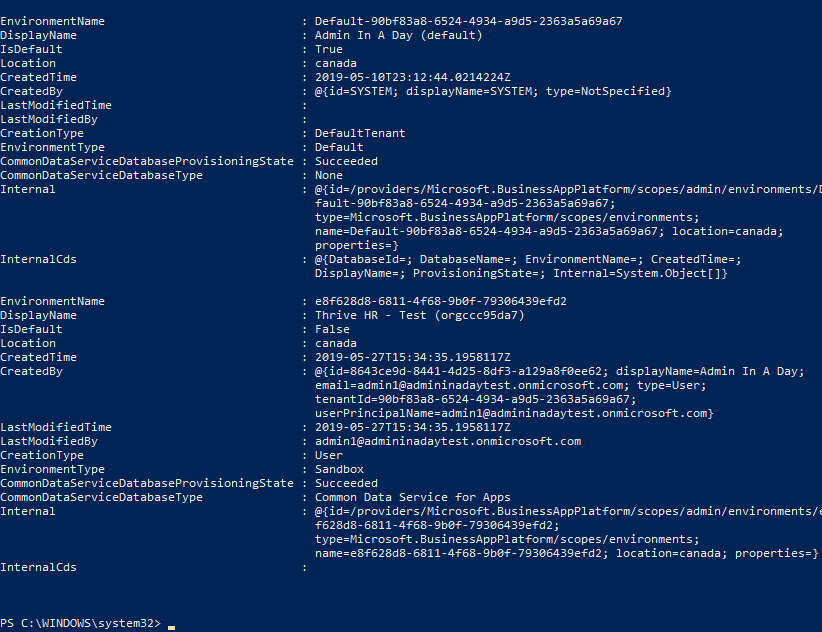 EnvironmentName : Default-90bf83a8-6524-4934-a9d5-2363a5a69a67
DisplayName : Admin In A Day (default)
IsDefault : True
Location : canada
CreatedTime : 2019-05-10T23:12:44.0214224Z
CreatedBy : @{id=SYSTEM; displayName=SYSTEM; type=NotSpecified}
LastModifiedTime :
LastModifiedBy :
CreationType : DefaultTenant
EnvironmentType : Default
CommonDataServiceDatabaseProvisioningState : Succeeded
CommonDataServiceDatabaseType : None
Internal : @{id=/providers/Microsoft.BusinessAppPlatform/scopes/admin/environments/D
fault-90bf83a8-6524-4934-a9d5-2363a5a69a67;
type=Microsoft.BusinessAppPlatform/scopes/environments;
name=Default-90bf83a8-6524-4934-a9d5-2363a5a69a67; location=canada;
properties=}
InternalCds : @{DatabaseId=; DatabaseName=; EnvironmentName=; CreatedTime=;
DisplayName=; ProvisioningState=; Internal=System.Object[]}
EnvironmentName : e8f628d8-6811-4f68-9b0f-79306439efd2
DisplayName : Thrive HR - Test (orgccc95da7)
IsDefault : False
Location : canada
CreatedTime : 2019-05-27T15:34:35.1958117Z
CreatedBy : @{id=8643ce9d-8441-4d25-8df3-a129a8f0ee62; displayName=Admin In A Day;
email=admin1@admininadaytest.onmicrosoft.com; type=User;
tenantId=90bf83a8-6524-4934-a9d5-2363a5a69a67;
userPrincipalName=admin1@admininadaytest.onmicrosoft.com}
LastModifiedTime : 2019-05-27T15:34:35.1958117Z
LastModifiedBy : admin1@admininadaytest.onmicrosoft.com
CreationType : User
EnvironmentType : Sandbox
CommonDataServiceDatabaseProvisioningState : Succeeded
CommonDataServiceDatabaseType : Common Data Service for Apps
Internal : @{id=/providers/Microsoft.BusinessAppPlatform/scopes/admin/environments/e
f628d8-6811-4f68-9b0f-79306439efd2;
type=Microsoft.BusinessAppPlatform/scopes/environments;
name=e8f628d8-6811-4f68-9b0f-79306439efd2; location=canada; properties=}
InternalCds :
PS C:\WINDOWS\system32> _